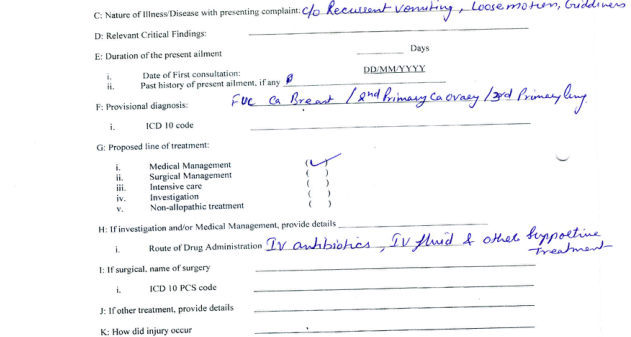 C: Nature of Illness/Disease with presenting complaint: c/o Recurrent vomiting, Loose motion, Giddiness
D: Relevant Critical Findings:
E: Duration of the present ailment ______ Days
i. Date of First consultation: DD/MM/YYYY
ii. Past history of present ailment, if any
F: Provisional diagnosis: FUC Ca Breast / 2nd Primary Ca ovary / 3rd Primary lung
i. ICD 10 code
G: Proposed line of treatment:
i. Medical Management (✓)
ii. Surgical Management ( )
iii. Intensive care ( )
iv. Investigation ( )
v. Non-allopathic treatment ( )
H: If investigation and/or Medical Management, provide details
i. Route of Drug Administration IV antibiotics, IV fluid & other Supportive
Treatment
I: If surgical, name of surgery
i. ICD 10 PCS code
J: If other treatment, provide details
K: How did injury occur